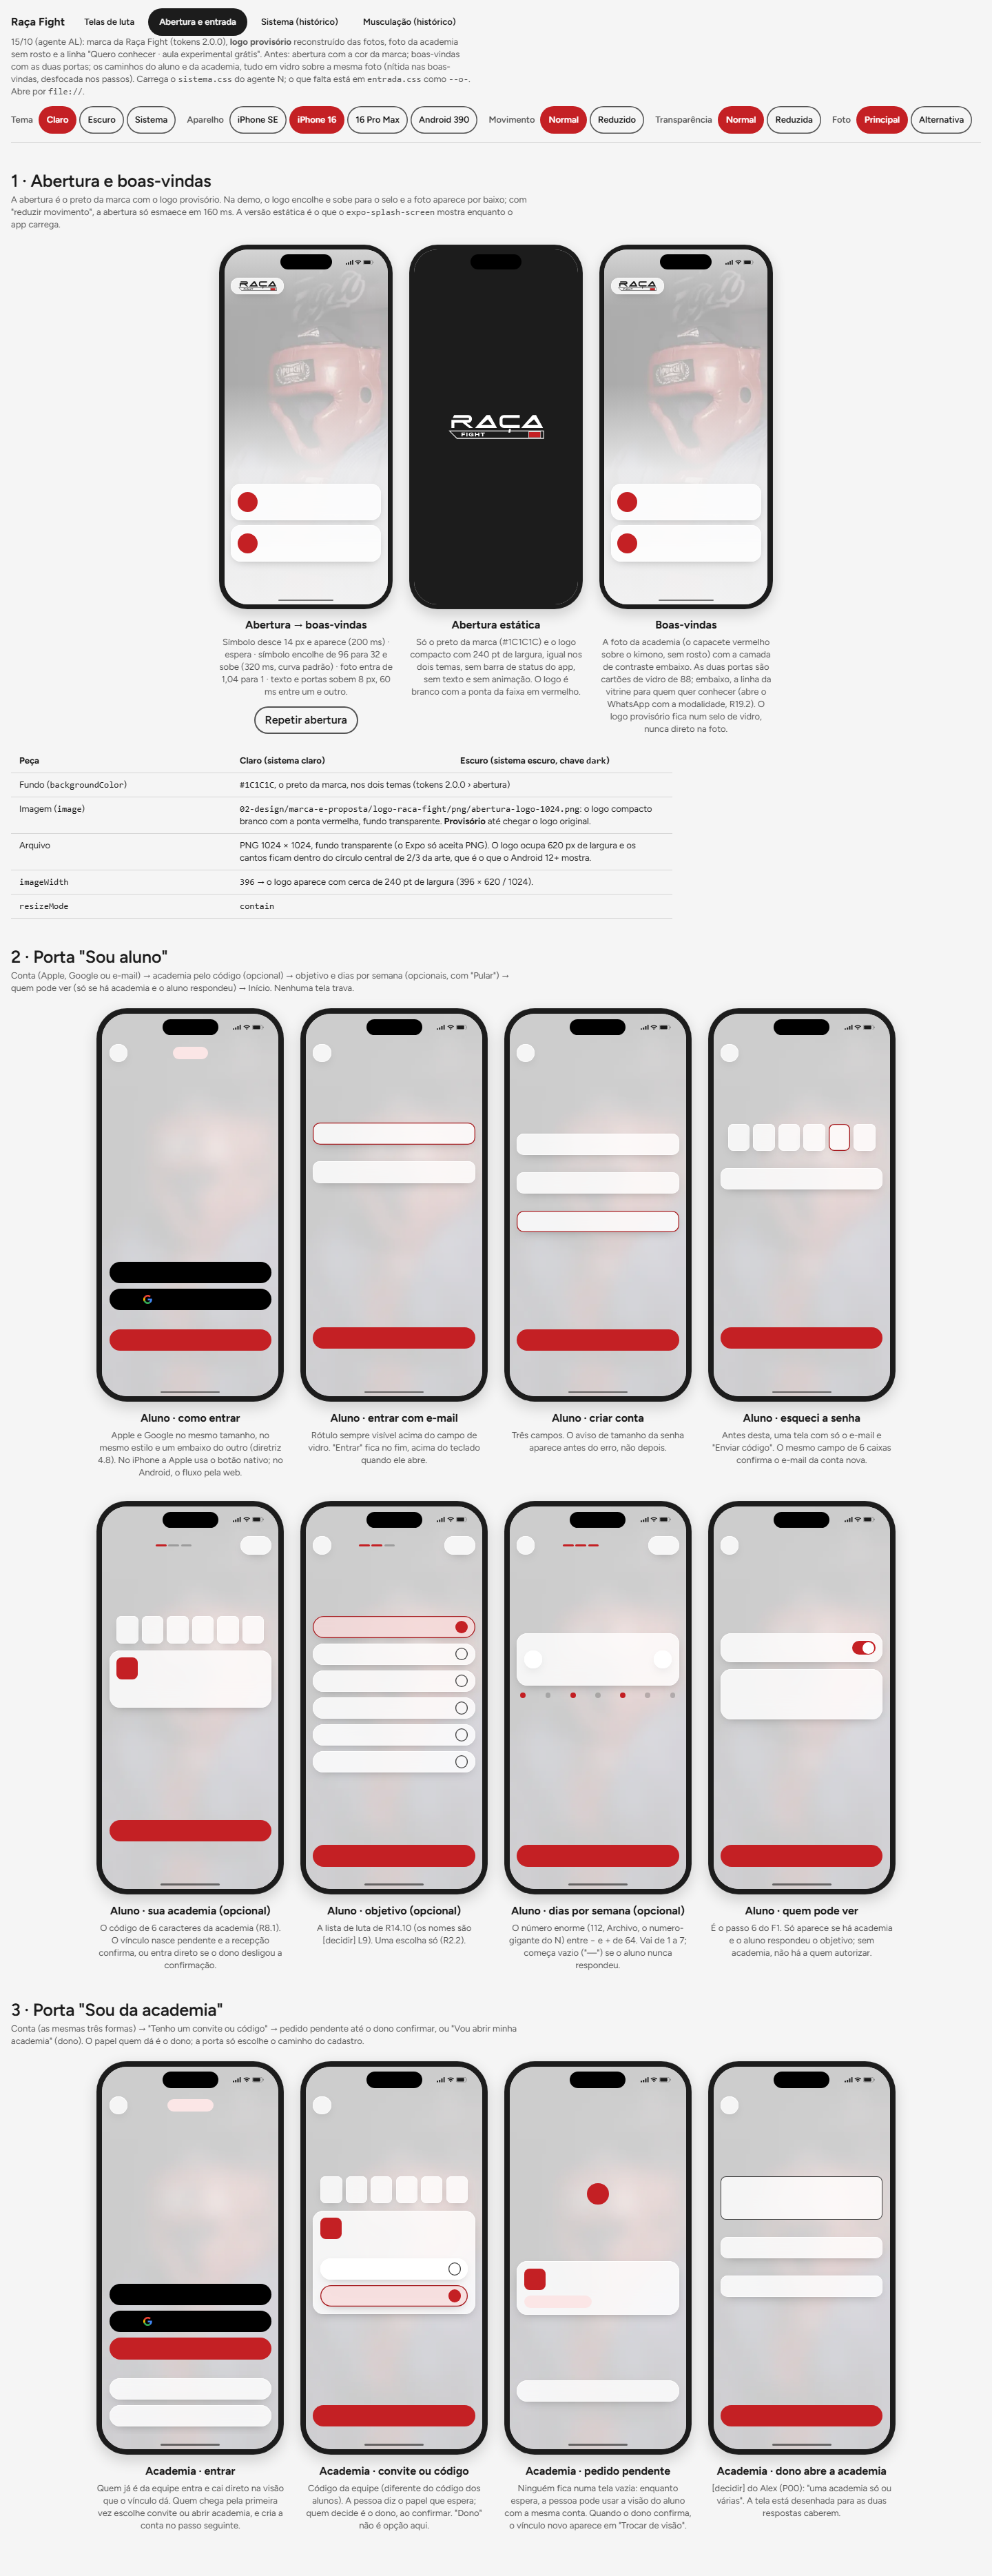 Raça Fight Telas de luta Abertura e entrada Sistema (histórico) Musculação (histórico)
15/10 (agente AL): marca da Raça Fight (tokens 2.0.0), logo provisório reconstruído das fotos, foto da academia
sem rosto e a linha "Quero conhecer · aula experimental grátis". Antes: abertura com a cor da marca; boas-vindas
com as duas portas; os caminhos do aluno e da academia, tudo em vidro sobre a mesma foto (nítida nas boas-
vindas, desfocada nos passos). Carrega o sistema.css do agente N; o que falta está em entrada.css como --o-.
Abre por file://.
Tema Claro Escuro Sistema Aparelho iPhone SE iPhone 16 16 Pro Max Android 390 Movimento Normal Reduzido Transparência Normal Reduzida Foto Principal Alternativa
1 · Abertura e boas-vindas
A abertura é o preto da marca com o logo provisório. Na demo, o logo encolhe e sobe para o selo e a foto aparece por baixo; com
"reduzir movimento", a abertura só esmaece em 160 ms. A versão estática é o que o expo-splash-screen mostra enquanto o
app carrega.
RAÇA
RAÇA
PUNCH
PUNCH
RAÇA
FIGHT
Abertura → boas-vindas
Símbolo desce 14 px e aparece (200 ms) ·
espera · símbolo encolhe de 96 para 32 e
sobe (320 ms, curva padrão) · foto entra de
1,04 para 1 · texto e portas sobem 8 px, 60
ms entre um e outro.
Repetir abertura
Abertura estática
Só o preto da marca (#1C1C1C) e o logo
compacto com 240 pt de largura, igual nos
dois temas, sem barra de status do app,
sem texto e sem animação. O logo é
branco com a ponta da faixa em vermelho.
Boas-vindas
A foto da academia (o capacete vermelho
sobre o kimono, sem rosto) com a camada
de contraste embaixo. As duas portas são
cartões de vidro de 88; embaixo, a linha da
vitrine para quem quer conhecer (abre o
WhatsApp com a modalidade, R19.2). O
logo provisório fica num selo de vidro,
nunca direto na foto.
Peça Claro (sistema claro) Escuro (sistema escuro, chave dark)
Fundo (backgroundColor) #1C1C1C, o preto da marca, nos dois temas (tokens 2.0.0 › abertura)
Imagem (image) 02-design/marca-e-proposta/logo-raca-fight/png/abertura-logo-1024.png: o logo compacto
branco com a ponta vermelha, fundo transparente. Provisório até chegar o logo original.
Arquivo PNG 1024 × 1024, fundo transparente (o Expo só aceita PNG). O logo ocupa 620 px de largura e os
cantos ficam dentro do círculo central de 2/3 da arte, que é o que o Android 12+ mostra.
imageWidth 396 → o logo aparece com cerca de 240 pt de largura (396 × 620 / 1024).
resizeMode contain
2 · Porta "Sou aluno"
Conta (Apple, Google ou e-mail) → academia pelo código (opcional) → objetivo e dias por semana (opcionais, com "Pular") →
quem pode ver (só se há academia e o aluno respondeu) → Início. Nenhuma tela trava.
Aluno · como entrar
Apple e Google no mesmo tamanho, no
mesmo estilo e um embaixo do outro (diretriz
4.8). No iPhone a Apple usa o botão nativo; no
Android, o fluxo pela web.
Aluno · entrar com e-mail
Rótulo sempre visível acima do campo de
vidro. "Entrar" fica no fim, acima do teclado
quando ele abre.
Aluno · criar conta
Três campos. O aviso de tamanho da senha
aparece antes do erro, não depois.
Aluno · esqueci a senha
Antes desta, uma tela com só o e-mail e
"Enviar código". O mesmo campo de 6 caixas
confirma o e-mail da conta nova.
Aluno · sua academia (opcional)
O código de 6 caracteres da academia (R8.1).
O vínculo nasce pendente e a recepção
confirma, ou entra direto se o dono desligou a
confirmação.
Aluno · objetivo (opcional)
A lista de luta de R14.10 (os nomes são
[decidir] L9). Uma escolha só (R2.2).
Aluno · dias por semana (opcional)
O número enorme (112, Archivo, o numero-
gigante do N) entre − e + de 64. Vai de 1 a 7;
começa vazio ("—") se o aluno nunca
respondeu.
Aluno · quem pode ver
É o passo 6 do F1. Só aparece se há academia
e o aluno respondeu o objetivo; sem
academia, não há a quem autorizar.
3 · Porta "Sou da academia"
Conta (as mesmas três formas) → "Tenho um convite ou código" → pedido pendente até o dono confirmar, ou "Vou abrir minha
academia" (dono). O papel quem dá é o dono; a porta só escolhe o caminho do cadastro.
Academia · entrar
Quem já é da equipe entra e cai direto na visão
que o vínculo dá. Quem chega pela primeira
vez escolhe convite ou abrir academia, e cria a
conta no passo seguinte.
Academia · convite ou código
Código da equipe (diferente do código dos
alunos). A pessoa diz o papel que espera;
quem decide é o dono, ao confirmar. "Dono"
não é opção aqui.
Academia · pedido pendente
Ninguém fica numa tela vazia: enquanto
espera, a pessoa pode usar a visão do aluno
com a mesma conta. Quando o dono confirma,
o vínculo novo aparece em "Trocar de visão".
Academia · dono abre a academia
[decidir] do Alex (P00): "uma academia só ou
várias". A tela está desenhada para as duas
respostas caberem.